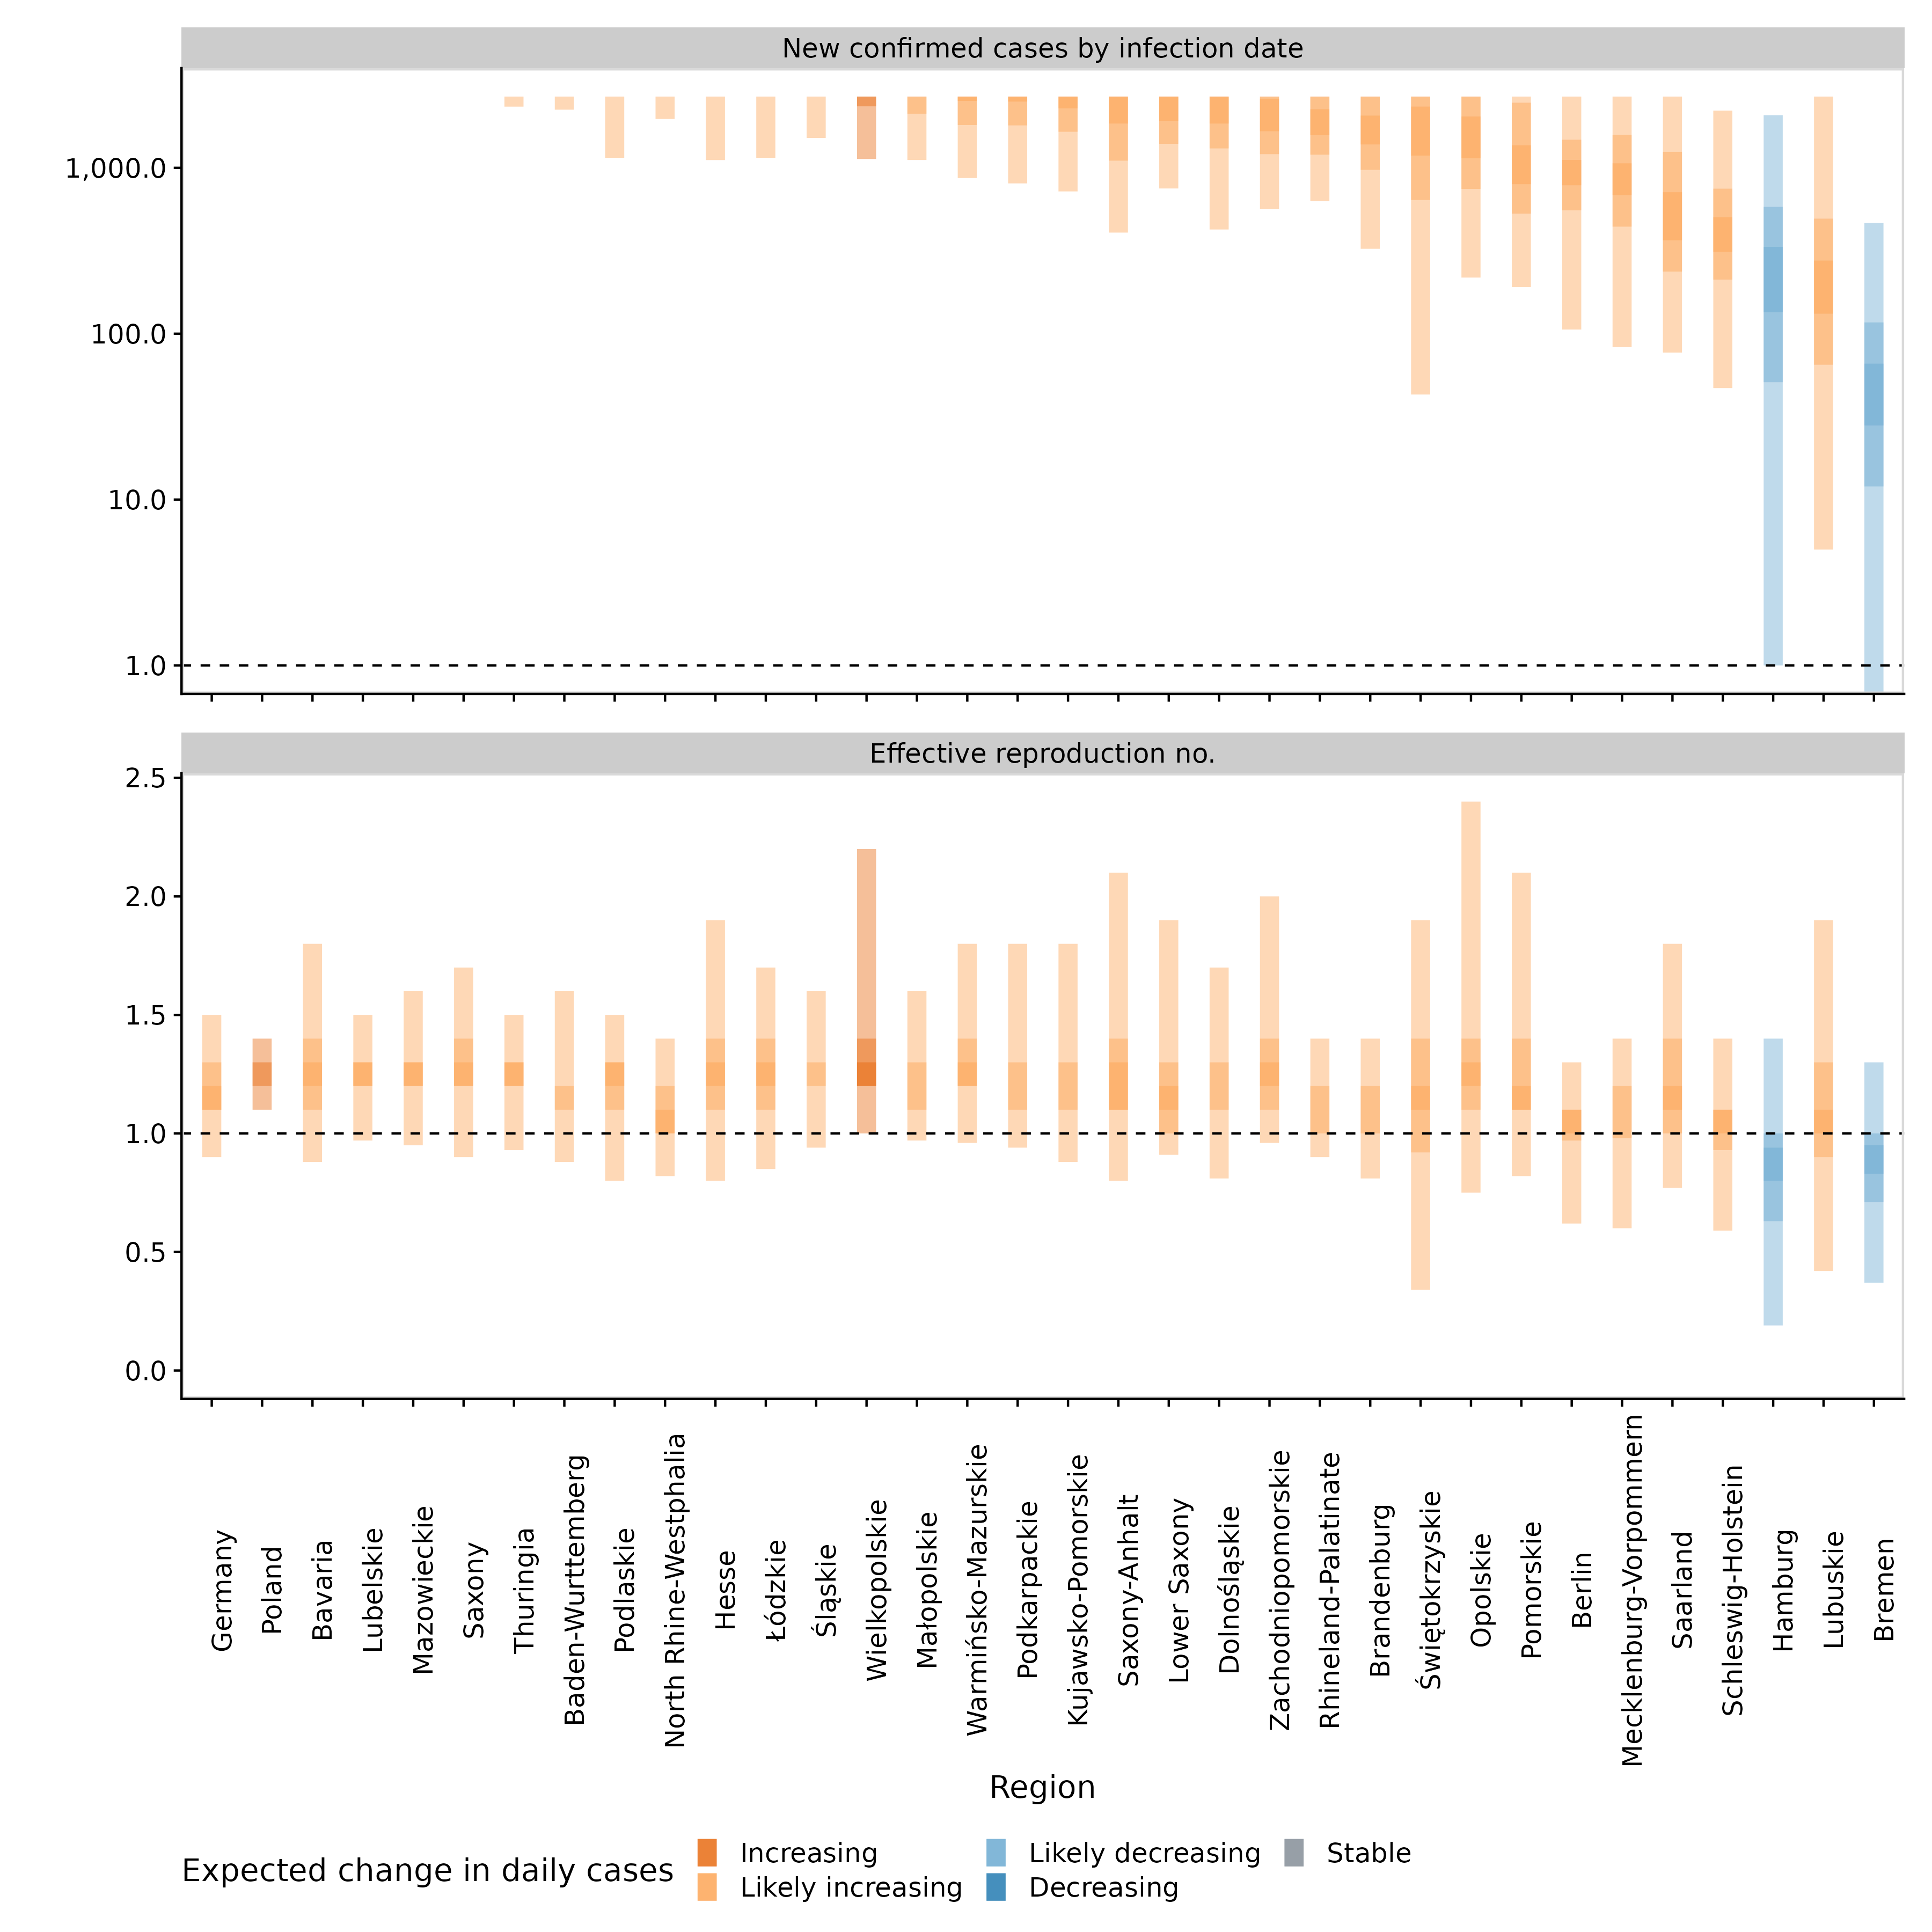 New confirmed cases by infection date
1,000.0
100.0
10.0
1.0
Effective reproduction no.
2.5
2.0
1.5
1.0
0.5
0.0
Germany
Poland
Bavaria
Lubelskie
Mazowieckie
Saxony
Thuringia
Baden-Wurttemberg
Podlaskie
North Rhine-Westphalia
Hesse
Łódzkie
Śląskie
Wielkopolskie
Małopolskie
Warmińsko-Mazurskie
Podkarpackie
Kujawsko-Pomorskie
Saxony-Anhalt
Lower Saxony
Dolnośląskie
Zachodniopomorskie
Rhineland-Palatinate
Brandenburg
Świętokrzyskie
Opolskie
Pomorskie
Berlin
Mecklenburg-Vorpommern
Saarland
Schleswig-Holstein
Hamburg
Lubuskie
Bremen
Region
Expected change in daily cases
Increasing
Likely increasing
Likely decreasing
Decreasing
Stable